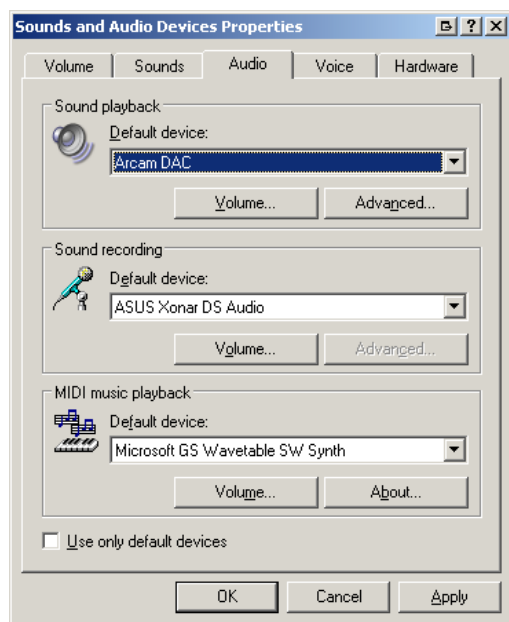 Sounds and Audio Devices Properties
Volume Sounds Audio Voice Hardware
Sound playback
Default device:
Arcam DAC
Volume... Advanced...
Sound recording
Default device:
ASUS Xonar DS Audio
Volume... Advanced...
MIDI music playback
Default device:
Microsoft GS Wavetable SW Synth
Volume... About...
Use only default devices
OK Cancel Apply